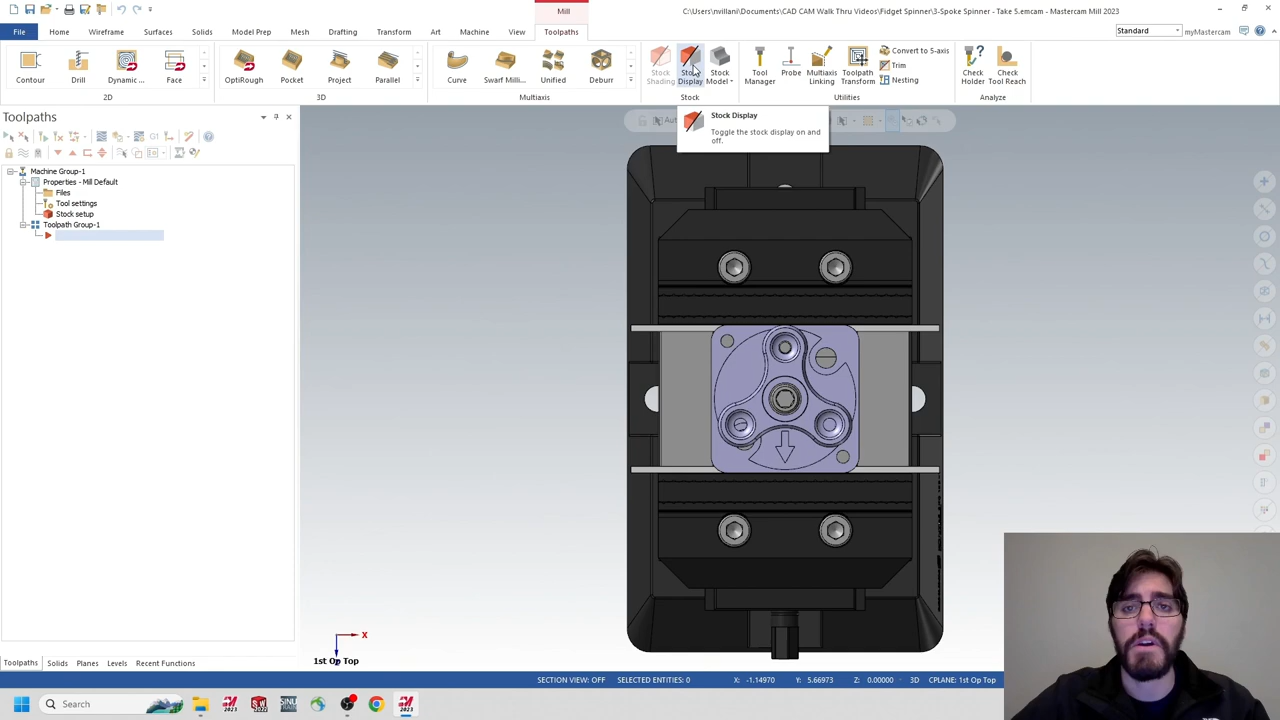 Mill
C:\Users\nvillani\Documents\CAD CAM Walk Thru Videos\Fidget Spinner\3-Spoke Spinner - Take 5.emcam - Mastercam Mill 2023
File
Home
Wireframe
Surfaces
Solids
Model Prep
Mesh
Drafting
Transform
Art
Machine
View
Toolpaths
Standard
myMastercam
Contour
Drill
Dynamic ...
Face
OptiRough
Pocket
Project
Parallel
Curve
Swarf Milli...
Unified
Deburr
Stock Shading
Stock Display
Stock Model
Tool Manager
Probe
Multiaxis Linking
Toolpath Transform
Convert to 5-axis
Trim
Nesting
Check Holder
Check Tool Reach
2D
3D
Multiaxis
Stock
Utilities
Analyze
Toolpaths
Stock Display
Toggle the stock display on and
off.
Machine Group-1
Properties - Mill Default
Files
Tool settings
Stock setup
Toolpath Group-1
X
1st Op Top
Toolpaths
Solids
Planes
Levels
Recent Functions
SECTION VIEW: OFF
SELECTED ENTITIES: 0
X: -1.14970
Y: 5.66973
Z: 0.00000
3D
CPLANE: 1st Op Top
Search